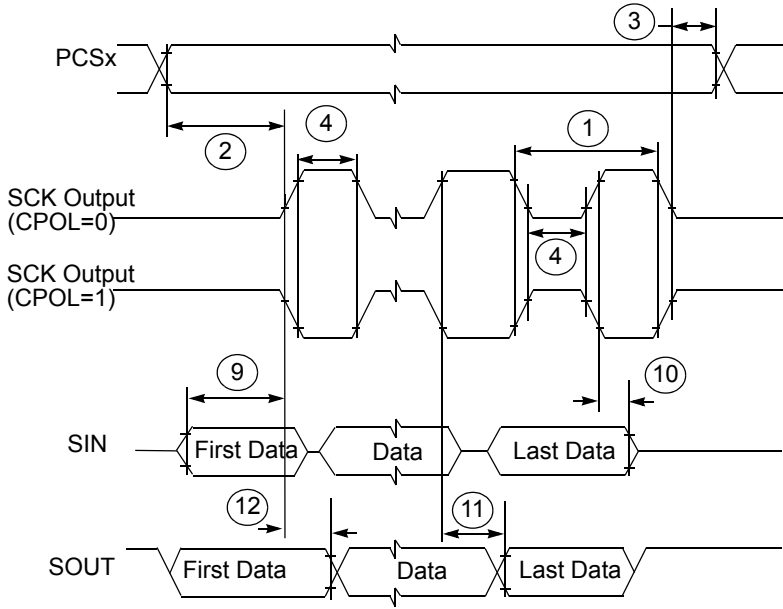 3
PCSx
2
4
1
SCK Output
(CPOL=0)
4
SCK Output
(CPOL=1)
9
10
SIN
First Data
Data
Last Data
12
11
SOUT
First Data
Data
Last Data